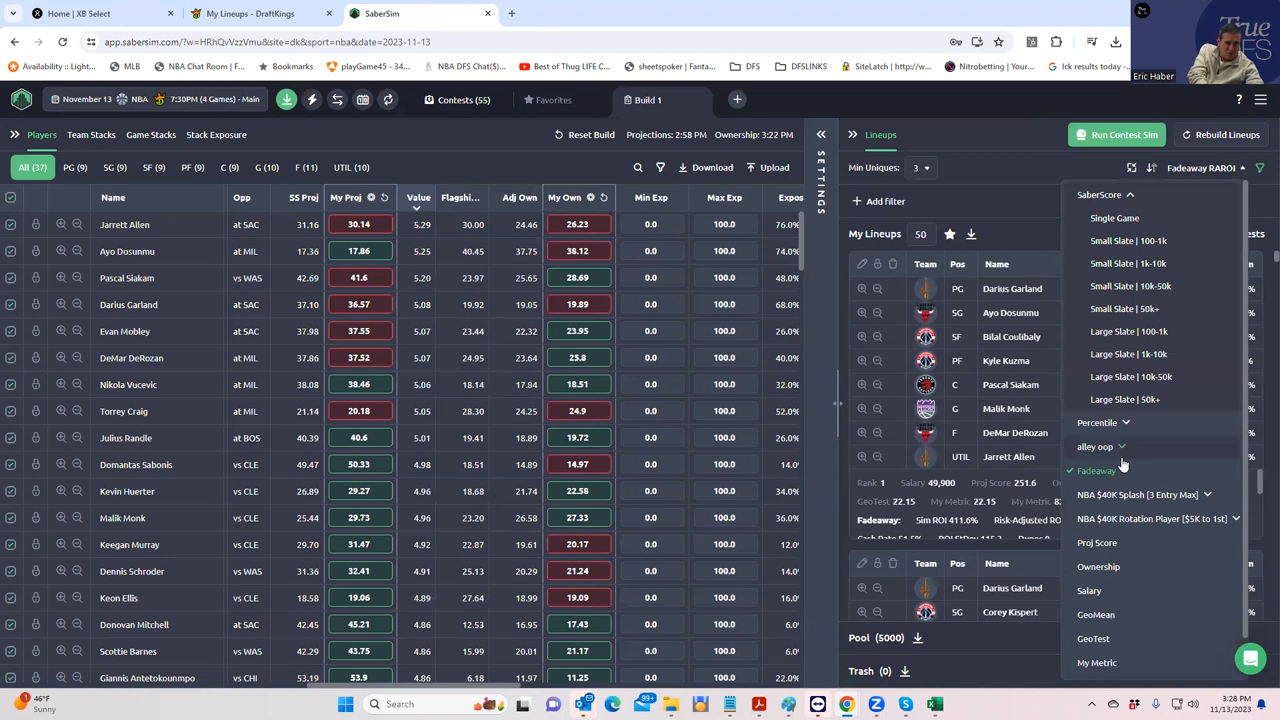 Home | XB Select
My Lineups - DraftKings
SaberSim
app.sabersim.com/?w=HRhQvVzzVmu&site=dk&sport=nba&date=2023-11-13
Availability :: Light...
MLB
NBA Chat Room | F...
Bookmarks
playGame45 - 34...
NBA DFS Chat (5)
Best of Thug LIFE C...
sheetspoker | Fanta...
DFS
DFSLINKS
SiteLatch | http://w...
Nitrobetting | Your...
lck results today -...
Eric Haber
True
DFS
November 13
NBA
7:30PM (4 Games) - Main
Contests (55)
Favorites
Build 1
Players
Team Stacks
Game Stacks
Stack Exposure
Reset Build
Projections: 2:58 PM
Ownership: 3:22 PM
All (37)
PG (9)
SG (8)
SF (9)
PF (9)
C (9)
G (10)
F (11)
UTIL (10)
Download
Upload
Name Opp SS Proj My Proj Value Flagshi... Adj Own My Own Min Exp Max Exp Expos
Jarrett Allen at SAC 31.16 30.14 5.29 30.00 24.46 26.23 0.0 100.0 76.0%
Ayo Dosunmu at MIL 17.36 17.86 5.25 40.45 35.79 38.12 0.0 100.0 74.0%
Pascal Siakam vs WAS 42.69 41.6 5.20 23.97 25.65 28.69 0.0 100.0 36.0%
Darius Garland at SAC 37.10 36.57 5.08 19.92 19.05 19.89 0.0 100.0 68.0%
Evan Mobley at SAC 37.98 37.55 5.08 23.44 22.32 23.95 0.0 100.0 26.0%
DeMar DeRozan at MIL 37.86 37.52 5.06 24.95 23.64 25.8 0.0 100.0 40.0%
Nikola Vucevic at MIL 38.08 38.46 5.06 18.14 17.84 18.51 0.0 100.0 32.0%
Torrey Craig at MIL 21.14 20.18 5.05 28.30 24.25 24.9 0.0 100.0 14.0%
Julius Randle at BOS 40.39 40.6 5.01 19.41 18.89 19.72 0.0 100.0 26.0%
Domantas Sabonis vs CLE 49.47 50.33 4.98 18.51 14.89 14.97 0.0 100.0 32.0%
Kevin Huerter vs CLE 26.84 29.27 4.96 18.68 21.74 22.58 0.0 100.0 30.0%
Malik Monk vs CLE 25.44 29.73 4.96 26.08 26.08 27.33 0.0 100.0 34.0%
Keegan Murray vs CLE 29.70 31.47 4.92 22.87 19.21 20.17 0.0 100.0 10.0%
Dennis Schroder vs WAS 31.36 32.41 4.91 25.13 20.29 21.24 0.0 100.0 14.0%
Keon Ellis vs CLE 18.58 19.06 4.89 27.64 18.99 19.09 0.0 100.0 12.0%
Donovan Mitchell at SAC 45.14 45.21 4.86 12.53 16.95 17.43 0.0 100.0 8.0%
Scottie Barnes vs WAS 42.29 43.75 4.86 15.99 20.01 21.17 0.0 100.0 14.0%
Giannis Antetokounmpo vs CHI 53.19 53.9 4.86 18.11 11.97 11.25 0.0 100.0 8.0%
SETTINGS
Lineups
Run Contest Sim
Rebuild Lineups
Min Uniques: 3
Fadeaway RAROI
Add filter
My Lineups 50
Team Pos Name
PG Darius Garland
SG Ayo Dosunmu
SF Bilal Coulibaly
PF Kyle Kuzma
C Pascal Siakam
G Malik Monk
F DeMar DeRozan
UTIL Jarrett Allen
Rank 1 Salary 49,900 Proj Score 251.6
GeoTest 22.15 My Metric 22.15
Fadeaway: Sim ROI 411.6% Risk-Adjusted RO
PG Darius Garland
SG Corey Kispert
Pool (5000)
Trash (0)
SaberScore
Single Game
Small Slate | 100-1k
Small Slate | 1k-10k
Small Slate | 10k-50k
Small Slate | 50k+
Large Slate | 100-1k
Large Slate | 1k-10k
Large Slate | 10k-50k
Large Slate | 50k+
Percentile
alley oop
Fadeaway
NBA $40K Splash [3 Entry Max]
NBA $40K Rotation Player [$5K to 1st]
Proj Score
Ownership
Salary
GeoMean
GeoTest
My Metric
46°F
Sunny
Search
99+
3:28 PM
11/13/2023